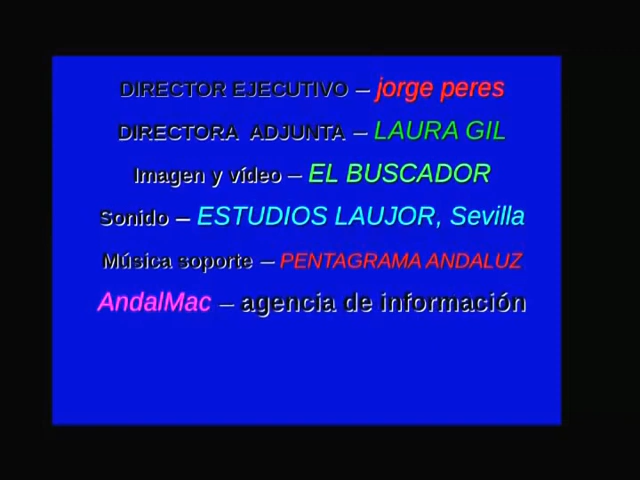 DIRECTOR EJECUTIVO – jorge peres
DIRECTORA ADJUNTA – LAURA GIL
Imagen y vídeo – EL BUSCADOR
Sonido – ESTUDIOS LAUJOR, Sevilla
Música soporte – PENTAGRAMA ANDALUZ
AndalMac – agencia de información